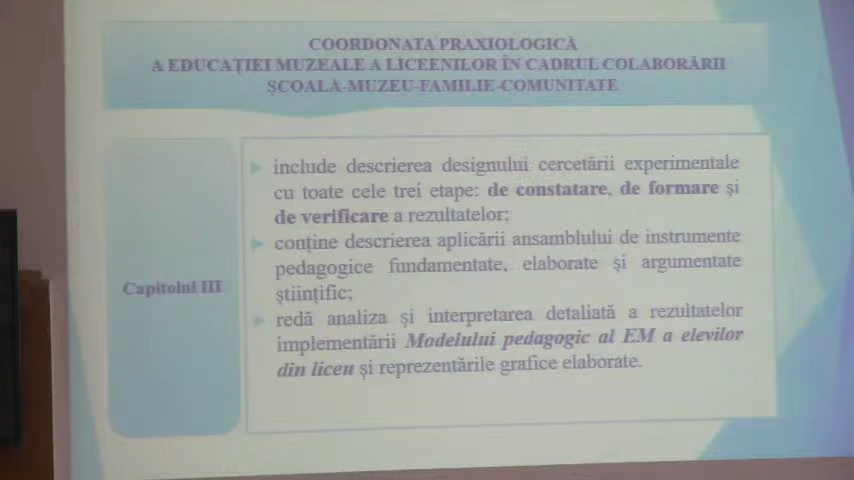 COORDONATA PRAXIOLOGICĂ
A EDUCAȚIEI MUZEALE A LICEENILOR ÎN CADRUL COLABORĂRII
ȘCOALĂ-MUZEU-FAMILIE-COMUNITATE
Capitolul III
include descrierea designului cercetării experimentale
cu toate cele trei etape: de constatare, de formare și
de verificare a rezultatelor;
conține descrierea aplicării ansamblului de instrumente
pedagogice fundamentate, elaborate și argumentate
științific;
redă analiza și interpretarea detaliată a rezultatelor
implementării Modelului pedagogic al EM a elevilor
din liceu și reprezentările grafice elaborate.